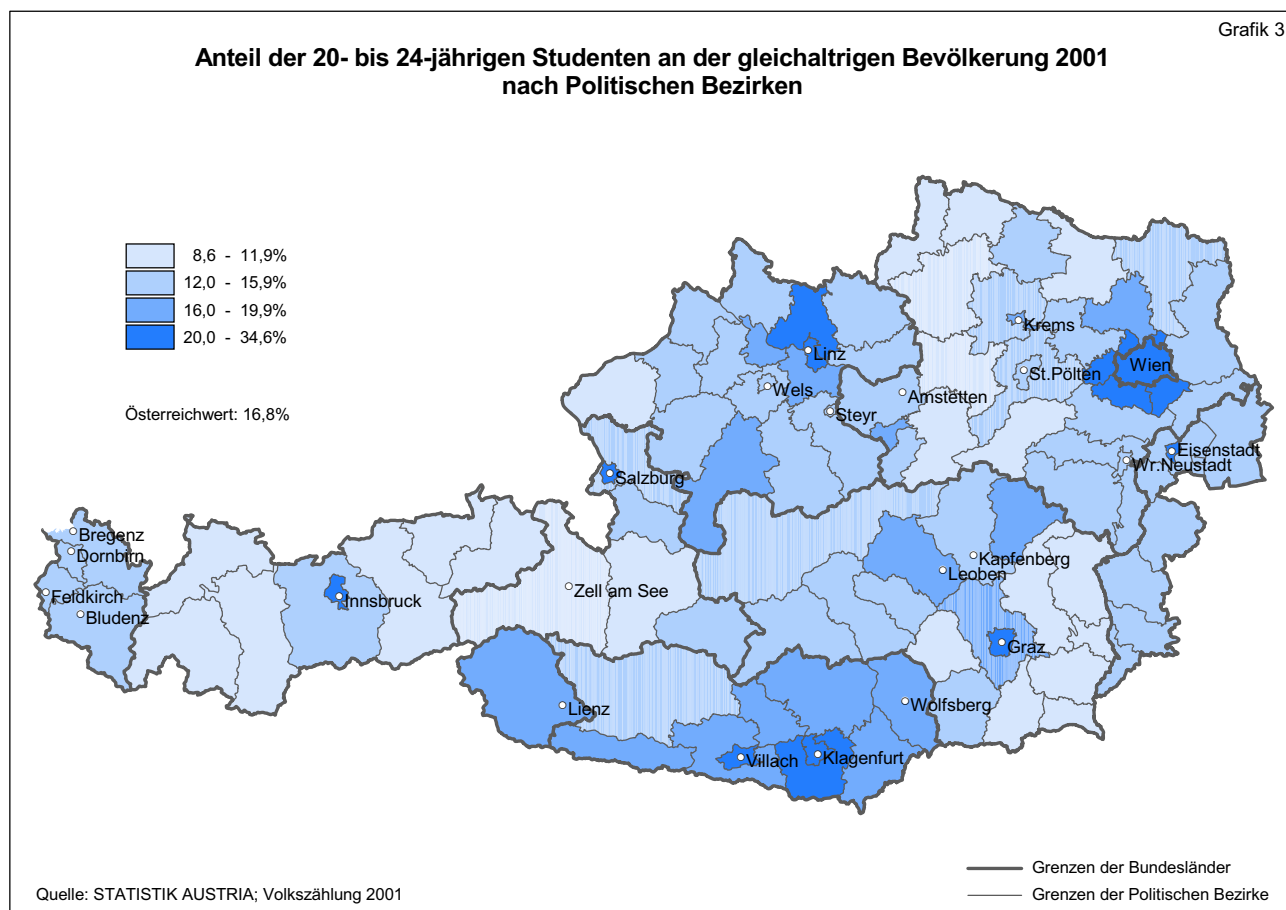 Grafik 3
Anteil der 20- bis 24-jährigen Studenten an der gleichaltrigen Bevölkerung 2001
nach Politischen Bezirken
8,6 - 11,9%
12,0 - 15,9%
16,0 - 19,9%
20,0 - 34,6%
Österreichwert: 16,8%
Krems
Linz
Wien
St.Pölten
Wels
Amstetten
Steyr
Eisenstadt
Wr.Neustadt
Salzburg
Bregenz
Dornbirn
Kapfenberg
Leoben
Feldkirch
Innsbruck
Zell am See
Bludenz
Graz
Lienz
Wolfsberg
Villach
Klagenfurt
Grenzen der Bundesländer
Quelle: STATISTIK AUSTRIA; Volkszählung 2001
Grenzen der Politischen Bezirke